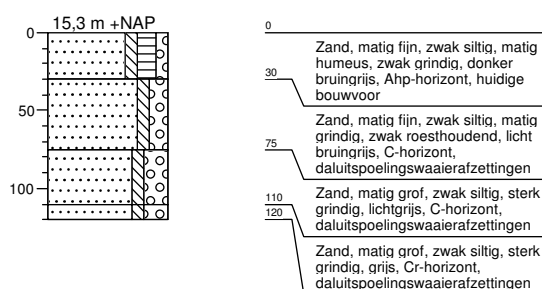 15,3 m +NAP
0
50
100
0
Zand, matig fijn, zwak siltig, matig
humeus, zwak grindig, donker
bruingrijs, Ahp-horizont, huidige
bouwvoor
30
Zand, matig fijn, zwak siltig, matig
grindig, zwak roesthoudend, licht
bruingrijs, C-horizont,
daluitspoelingswaaierafzettingen
75
Zand, matig grof, zwak siltig, sterk
grindig, lichtgrijs, C-horizont,
daluitspoelingswaaierafzettingen
110
120
Zand, matig grof, zwak siltig, sterk
grindig, grijs, Cr-horizont,
daluitspoelingswaaierafzettingen